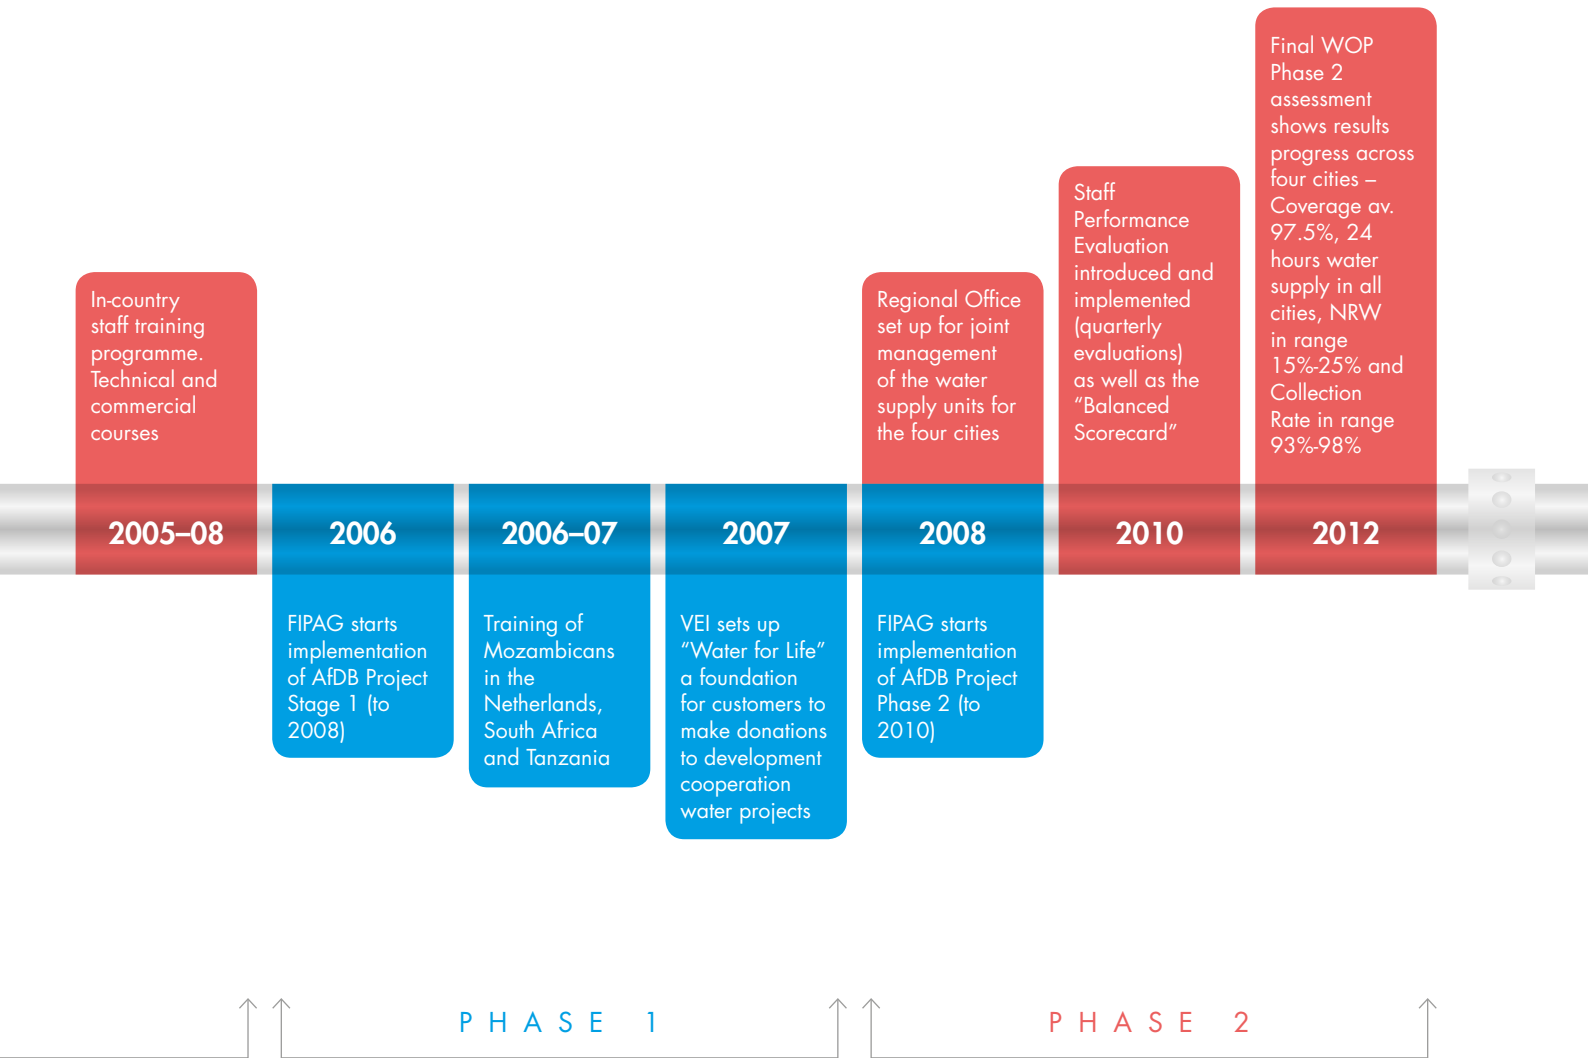 In-country
staff training
programme.
Technical and
commercial
courses
2005–08
2006
FIPAG starts
implementation
of AfDB Project
Stage 1 (to
2008)
2006–07
Training of
Mozambicans
in the
Netherlands,
South Africa
and Tanzania
2007
VEI sets up
“Water for Life”
a foundation
for customers to
make donations
to development
cooperation
water projects
Regional Office
set up for joint
management
of the water
supply units for
the four cities
2008
FIPAG starts
implementation
of AfDB Project
Phase 2 (to
2010)
Staff
Performance
Evaluation
introduced and
implemented
(quarterly
evaluations)
as well as the
“Balanced
Scorecard”
2010
Final WOP
Phase 2
assessment
shows results
progress across
four cities –
Coverage av.
97.5%, 24
hours water
supply in all
cities, NRW
in range
15%-25% and
Collection
Rate in range
93%-98%
2012
PHASE 1
PHASE 2